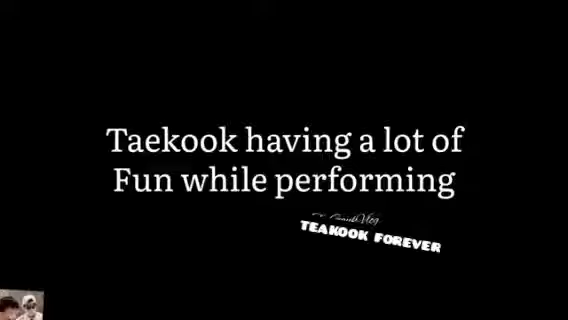 Taekook having a lot of
Fun while performing
TEAKOOK FOREVER